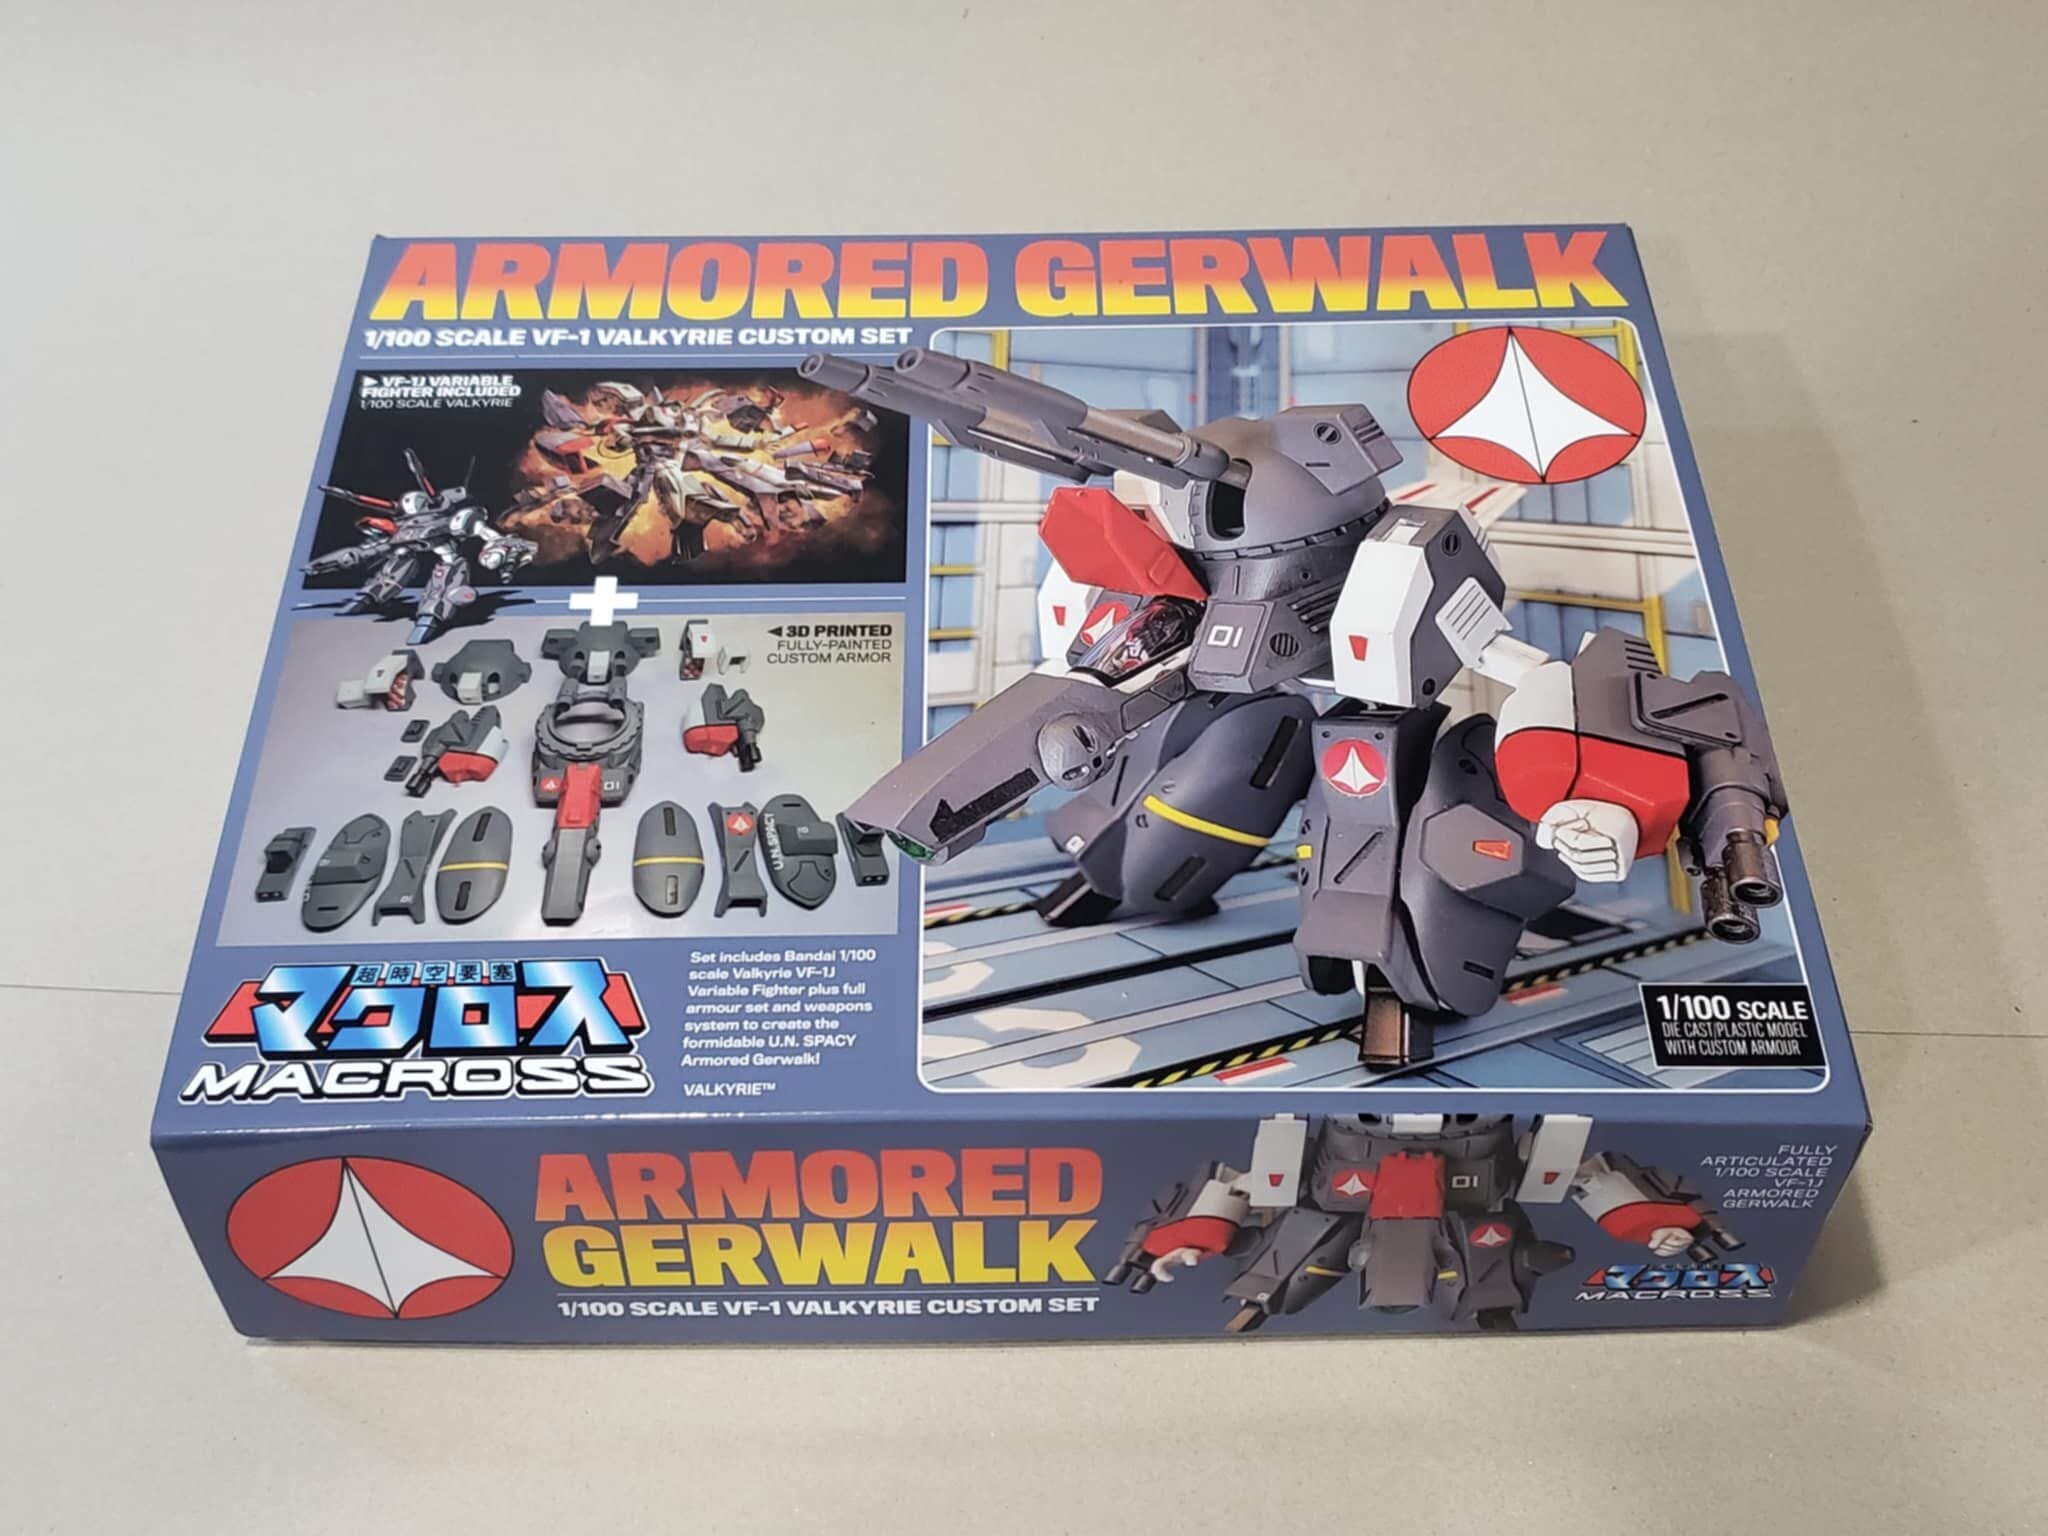 ARMORED GERWALK
1/100 SCALE VF-1 VALKYRIE CUSTOM SET
▶ VF-1J VARIABLE
FIGHTER INCLUDED
1/100 SCALE VALKYRIE
+
◀ 3D PRINTED
FULLY-PAINTED
CUSTOM ARMOR
01
U.N.SPACY
01
01
超時空要塞
マクロス
MACROSS
Set includes Bandai 1/100
scale Valkyrie VF-1J
Variable Fighter plus full
armour set and weapons
system to create the
formidable U.N. SPACY
Armored Gerwalk!
VALKYRIE™
1/100 SCALE
DIE CAST/PLASTIC MODEL
WITH CUSTOM ARMOUR
ARMORED
GERWALK
1/100 SCALE VF-1 VALKYRIE CUSTOM SET
01
FULLY
ARTICULATED
1/100 SCALE
VF-1J
ARMORED
GERWALK
マクロス
MACROSS